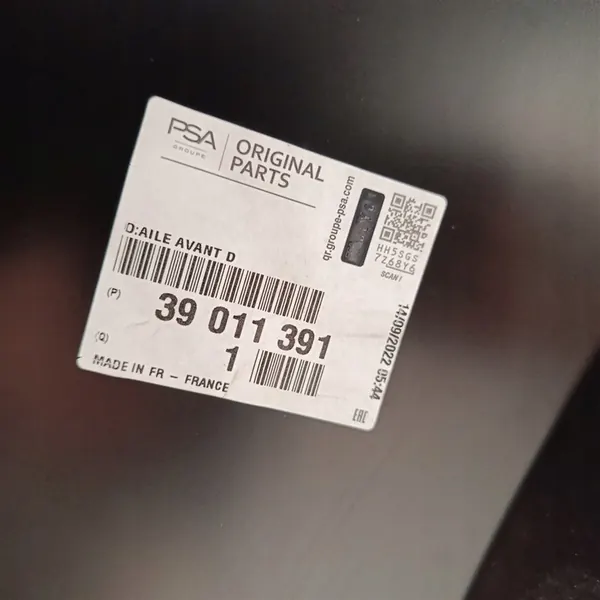 PSA
GROUPE
ORIGINAL
PARTS
qr.groupe-psa.com
HH5SGS
7Z68Y6
SCAN!
D:AILE AVANT D
(P)
39 011 391
(Q)
1
MADE IN FR – FRANCE
14/09/2022 05:44
EAC